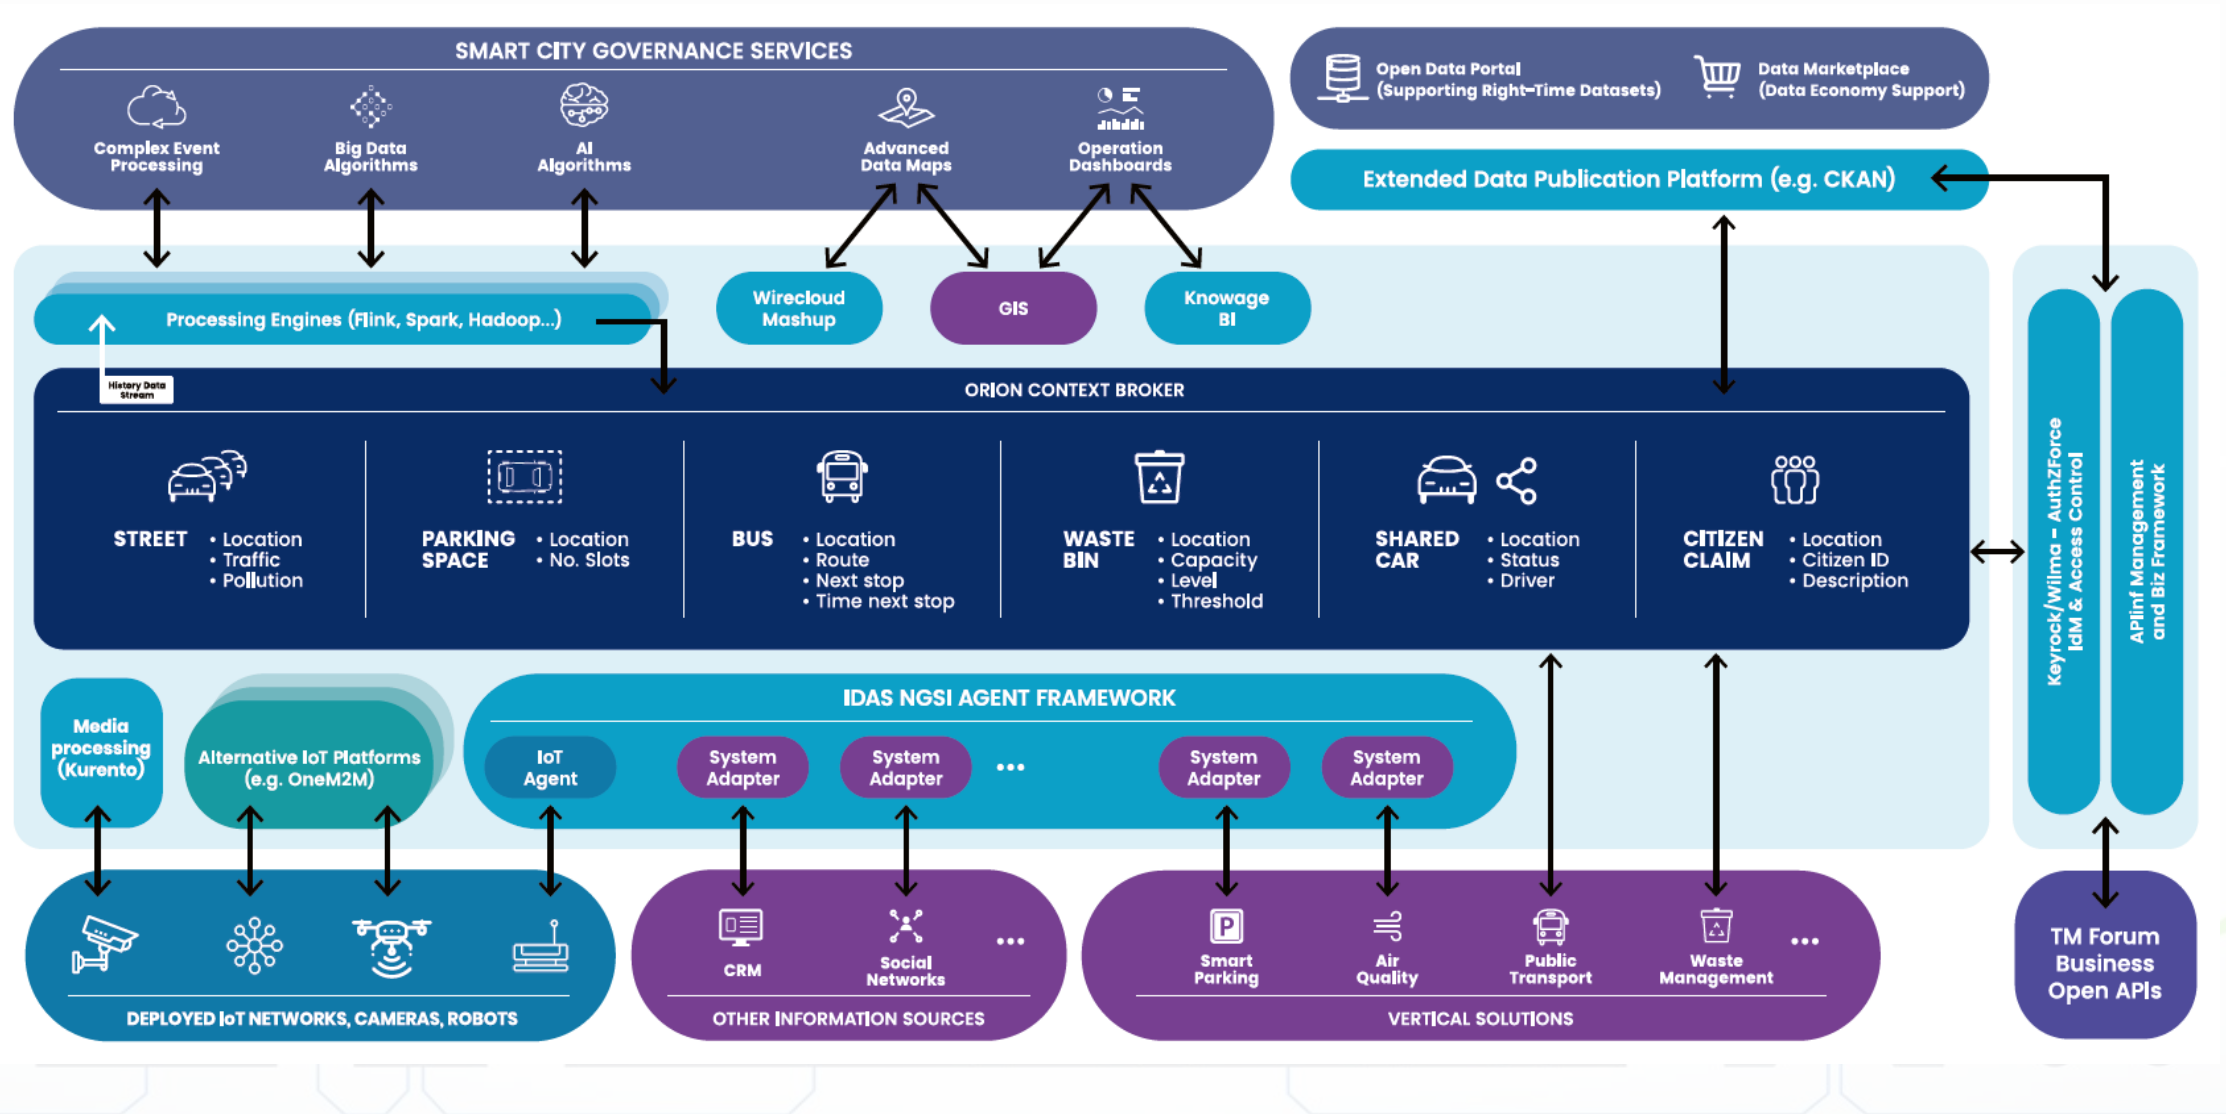 SMART CITY GOVERNANCE SERVICES
Complex Event
Processing
Big Data
Algorithms
AI
Algorithms
Advanced
Data Maps
Operation
Dashboards
Open Data Portal
(Supporting Right-Time Datasets)
Data Marketplace
(Data Economy Support)
Extended Data Publication Platform (e.g. CKAN)
Processing Engines (Flink, Spark, Hadoop...)
Wirecloud
Mashup
GIS
Knowage
BI
History Data
Stream
ORION CONTEXT BROKER
STREET
• Location
• Traffic
• Pollution
PARKING
SPACE
• Location
• No. Slots
BUS
• Location
• Route
• Next stop
• Time next stop
WASTE
BIN
• Location
• Capacity
• Level
• Threshold
SHARED
CAR
• Location
• Status
• Driver
CITIZEN
CLAIM
• Location
• Citizen ID
• Description
Keyrock/Wilma - AuthZForce
IdM & Access Control
APIinf Management
and Biz Framework
Media
processing
(Kurento)
Alternative IoT Platforms
(e.g. OneM2M)
IDAS NGSI AGENT FRAMEWORK
IoT
Agent
System
Adapter
System
Adapter
...
System
Adapter
System
Adapter
DEPLOYED IoT NETWORKS, CAMERAS, ROBOTS
CRM
Social
Networks
...
OTHER INFORMATION SOURCES
P
Smart
Parking
Air
Quality
Public
Transport
Waste
Management
...
VERTICAL SOLUTIONS
TM Forum
Business
Open APIs